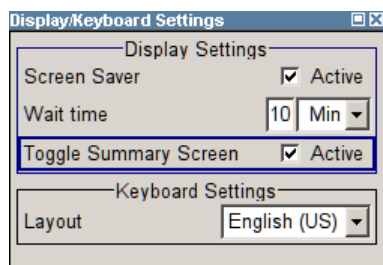 Display/Keyboard Settings
Display Settings
Screen Saver Active
Wait time 10 Min
Toggle Summary Screen Active
Keyboard Settings
Layout English (US)